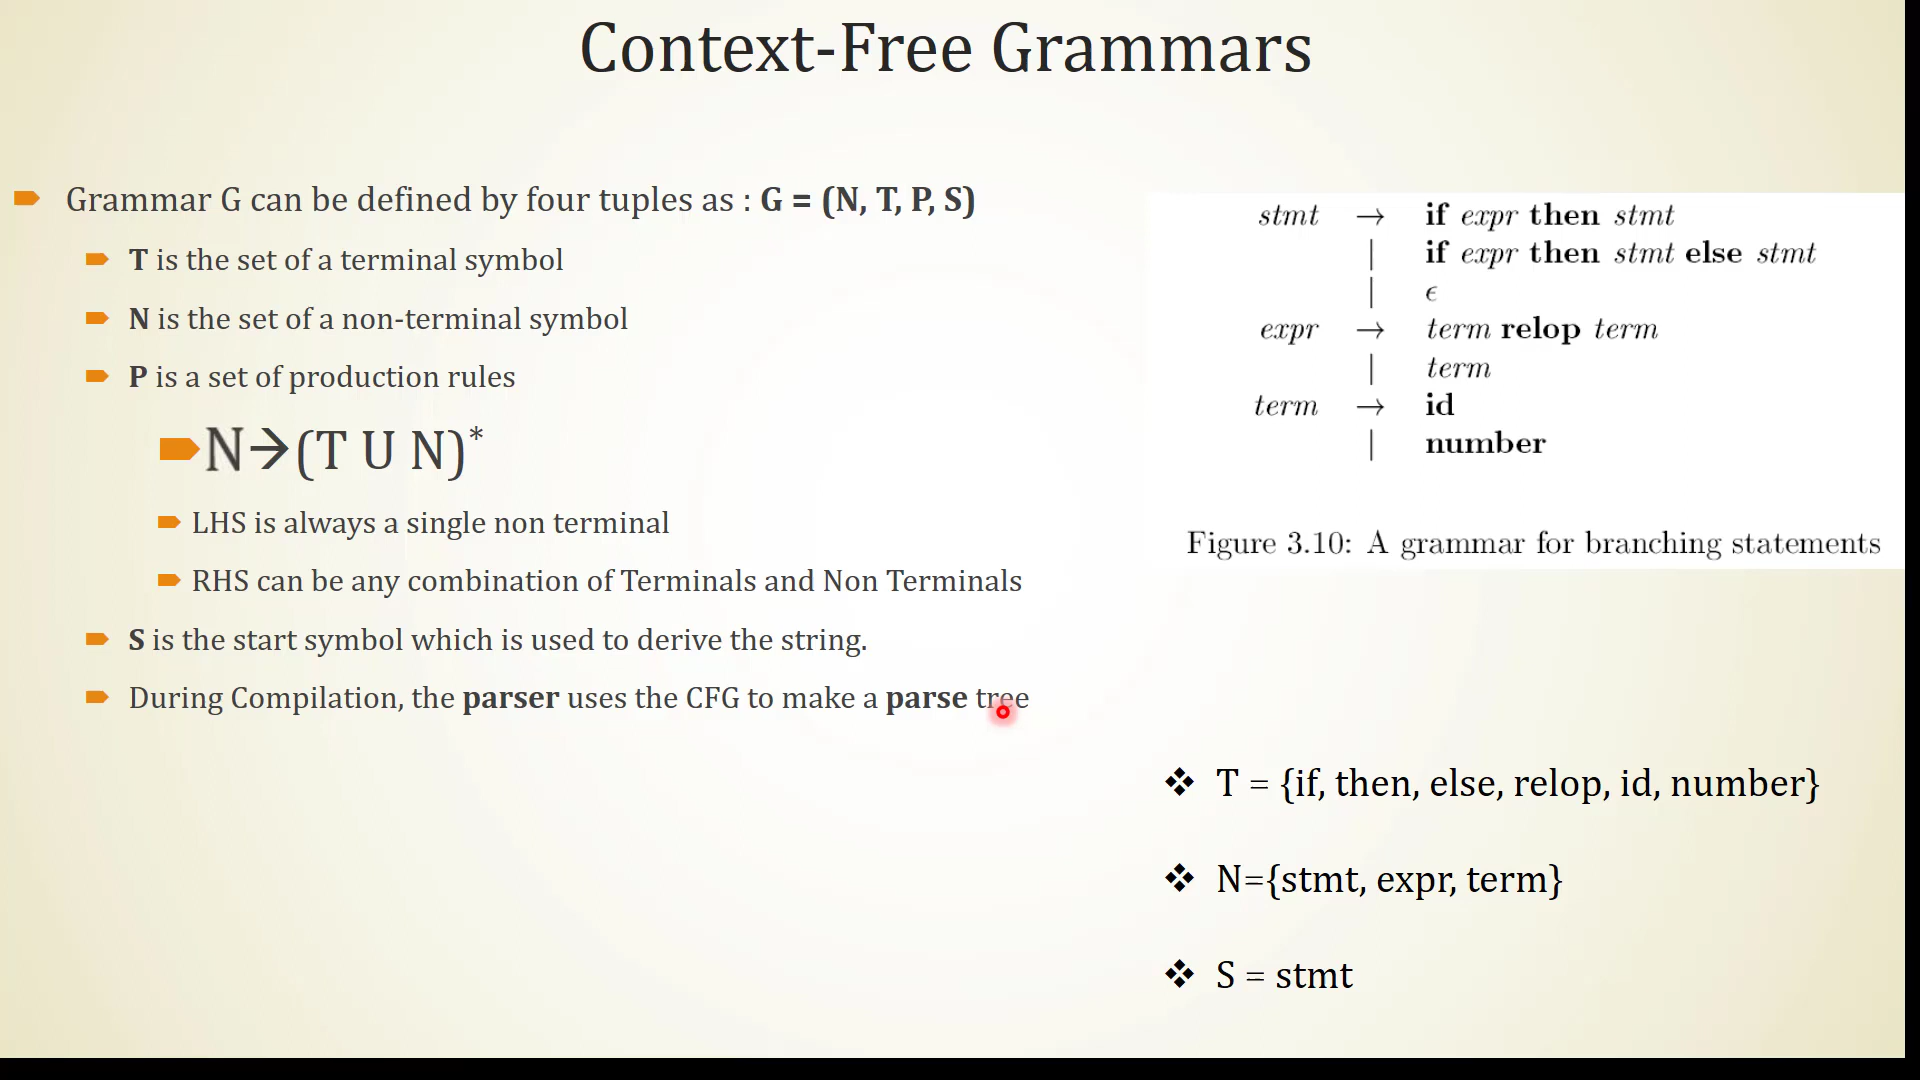 Context-Free Grammars
Grammar G can be defined by four tuples as : G = (N, T, P, S)
T is the set of a terminal symbol
N is the set of a non-terminal symbol
P is a set of production rules
N→(T U N)*
LHS is always a single non terminal
RHS can be any combination of Terminals and Non Terminals
S is the start symbol which is used to derive the string.
During Compilation, the parser uses the CFG to make a parse tree
stmt → if expr then stmt
| if expr then stmt else stmt
| ϵ
expr → term relop term
| term
term → id
| number
Figure 3.10: A grammar for branching statements
T = {if, then, else, relop, id, number}
N={stmt, expr, term}
S = stmt